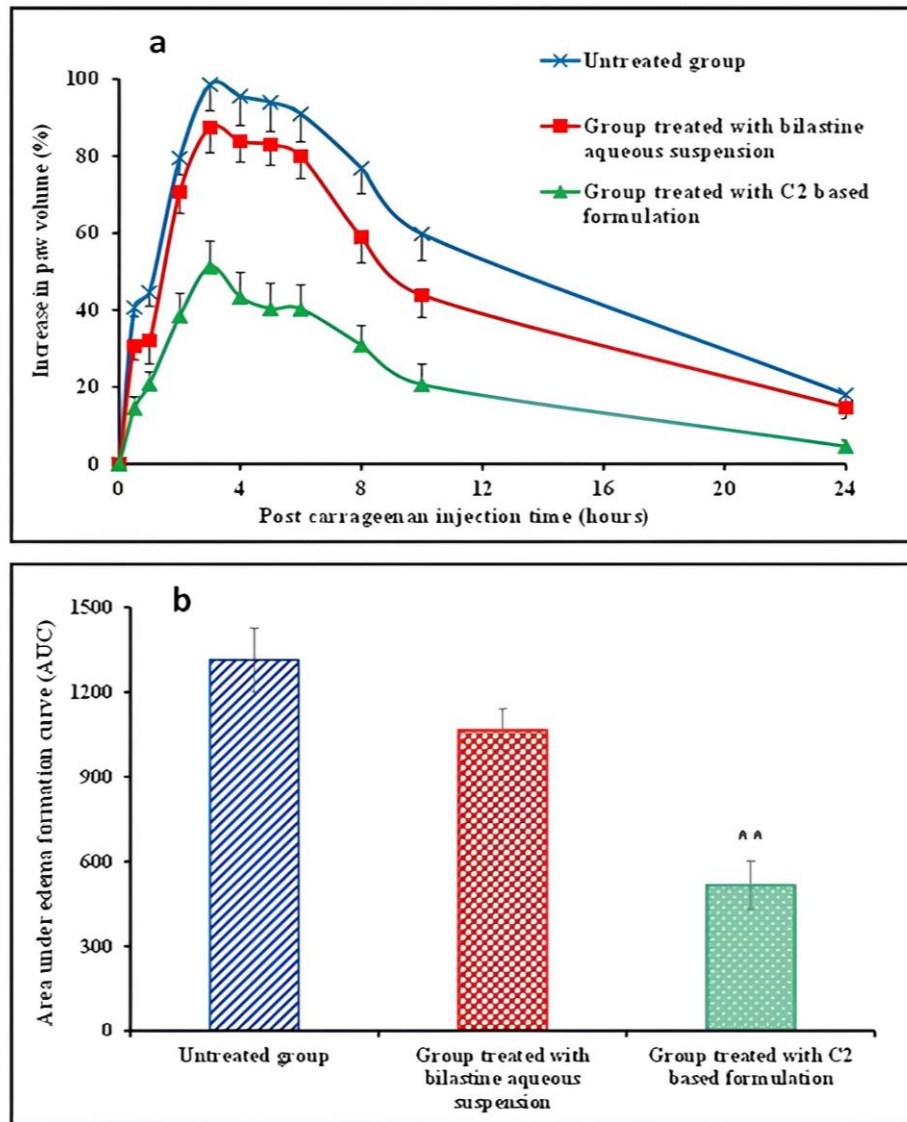 a
Increase in paw volume (%)
100
80
60
40
20
0
Untreated group
Group treated with bilastine
aqueous suspension
Group treated with C2 based
formulation
0 4 8 12 16 20 24
Post carrageenan injection time (hours)
b
Area under edema formation curve (AUC)
1500
1200
900
600
300
0
^^
Untreated group
Group treated with
bilastine aqueous
suspension
Group treated with C2
based formulation